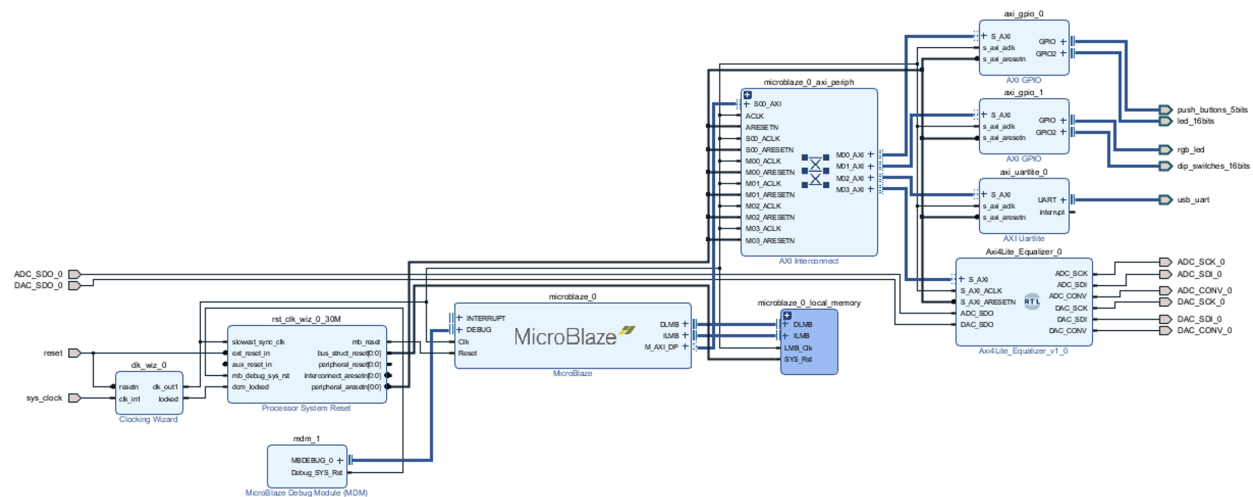 axi_gpio_0
S_AXI
s_axi_aclk
s_axi_aresetn
GPIO
GPIO2
AXI GPIO
axi_gpio_1
S_AXI
s_axi_aclk
s_axi_aresetn
GPIO
GPIO2
AXI GPIO
push_buttons_5bits
led_16bits
rgb_led
dip_switches_16bits
axi_uartlite_0
S_AXI
s_axi_aclk
s_axi_aresetn
UART
interrupt
AXI Uartlite
usb_uart
microblaze_0_axi_periph
S00_AXI
ACLK
ARESETN
S00_ACLK
S00_ARESETN
M00_ACLK
M00_ARESETN
M01_ACLK
M01_ARESETN
M02_ACLK
M02_ARESETN
M03_ACLK
M03_ARESETN
M00_AXI
M01_AXI
M02_AXI
M03_AXI
AXI Interconnect
Axi4Lite_Equalizer_0
S_AXI
S_AXI_ACLK
S_AXI_ARESETN
ADC_SDO
DAC_SDO
RTL
ADC_SCK
ADC_SDI
ADC_CONV
DAC_SCK
DAC_SDI
DAC_CONV
Axi4Lite_Equalizer_v1_0
ADC_SCK_0
ADC_SDI_0
ADC_CONV_0
DAC_SCK_0
DAC_SDI_0
DAC_CONV_0
ADC_SDO_0
DAC_SDO_0
reset
sys_clock
clk_wiz_0
resetn
clk_in1
clk_out1
locked
Clocking Wizard
rst_clk_wiz_0_30M
slowest_sync_clk
ext_reset_in
aux_reset_in
mb_debug_sys_rst
dcm_locked
mb_reset
bus_struct_reset[0:0]
peripheral_reset[0:0]
interconnect_aresetn[0:0]
peripheral_aresetn[0:0]
Processor System Reset
microblaze_0
INTERRUPT
DEBUG
Clk
Reset
MicroBlaze
DLMB
ILMB
M_AXI_DP
MicroBlaze
microblaze_0_local_memory
DLMB
ILMB
LMB_Clk
SYS_Rst
mdm_1
MBDEBUG_0
Debug_SYS_Rst
MicroBlaze Debug Module (MDM)